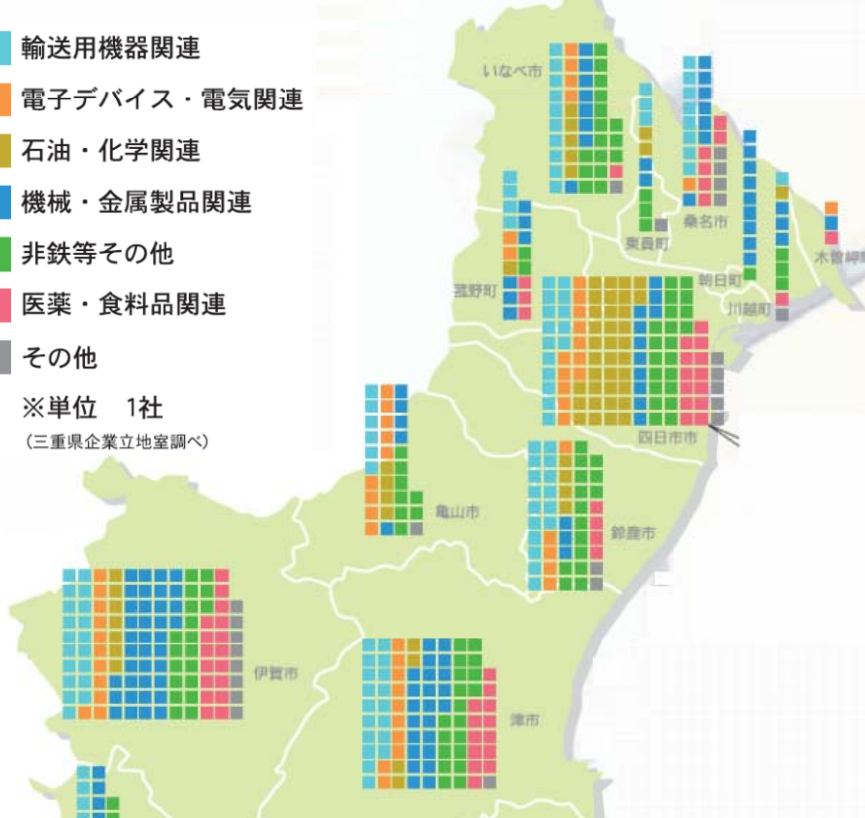 輸送用機器関連
電子デバイス・電気関連
石油・化学関連
機械・金属製品関連
非鉄等その他
医薬・食料品関連
その他
※単位　1社
（三重県企業立地室調べ）
いなべ市
東員町
桑名市
木曽岬町
朝日町
川越町
菰野町
四日市市
亀山市
鈴鹿市
伊賀市
津市